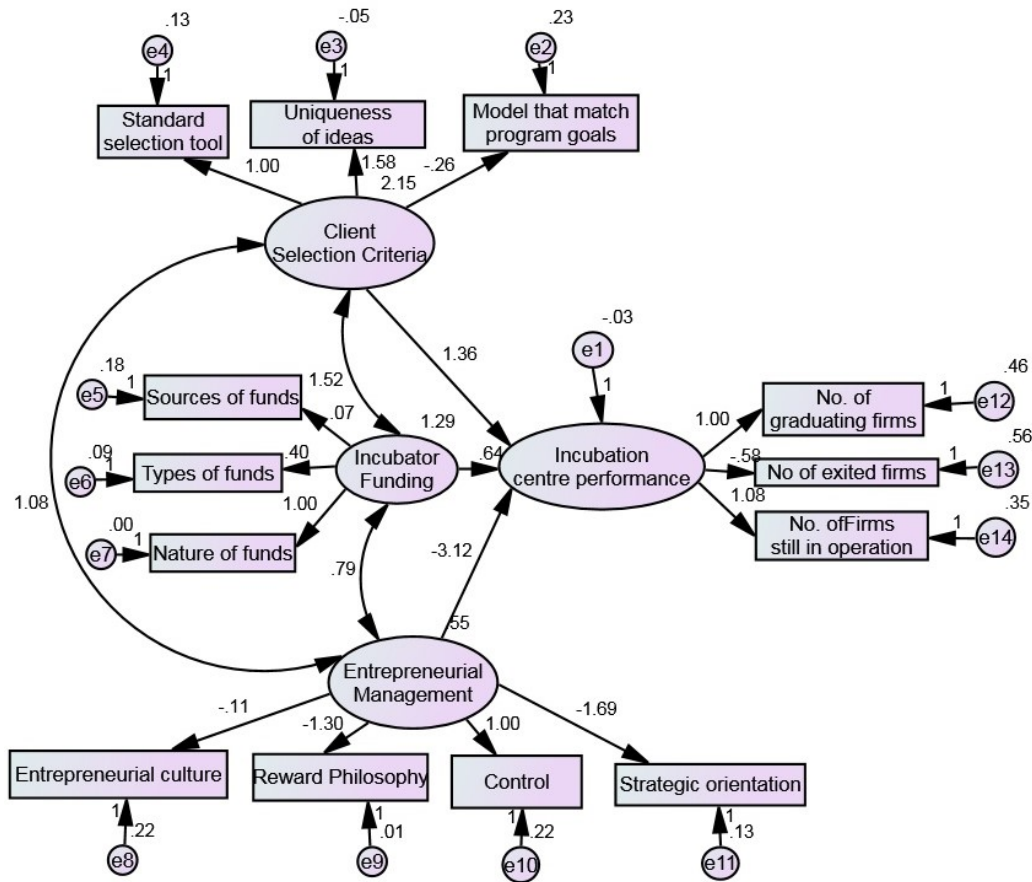 .13
-.05
.23
e4
e3
e2
1
1
1
Standard
selection tool
Uniqueness
of ideas
Model that match
program goals
1.00
1.58
-.26
2.15
Client
Selection Criteria
-.03
e1
1
1.36
.18
e5
1
Sources of funds
1.52
.07
1.29
.46
1
e12
No. of
graduating firms
1.00
.09
e6
1
Types of funds
.40
Incubator
Funding
.64
Incubation
centre performance
-.58
No of exited firms
1
.56
e13
1.08
1.00
.00
e7
1
Nature of funds
1.08
No. ofFirms
still in operation
1
.35
e14
.79
-3.12
.55
Entrepreneurial
Management
-.11
-1.30
1.00
-1.69
Entrepreneurial culture
Reward Philosophy
Control
Strategic orientation
1
.22
1
.01
1
.22
1
.13
e8
e9
e10
e11